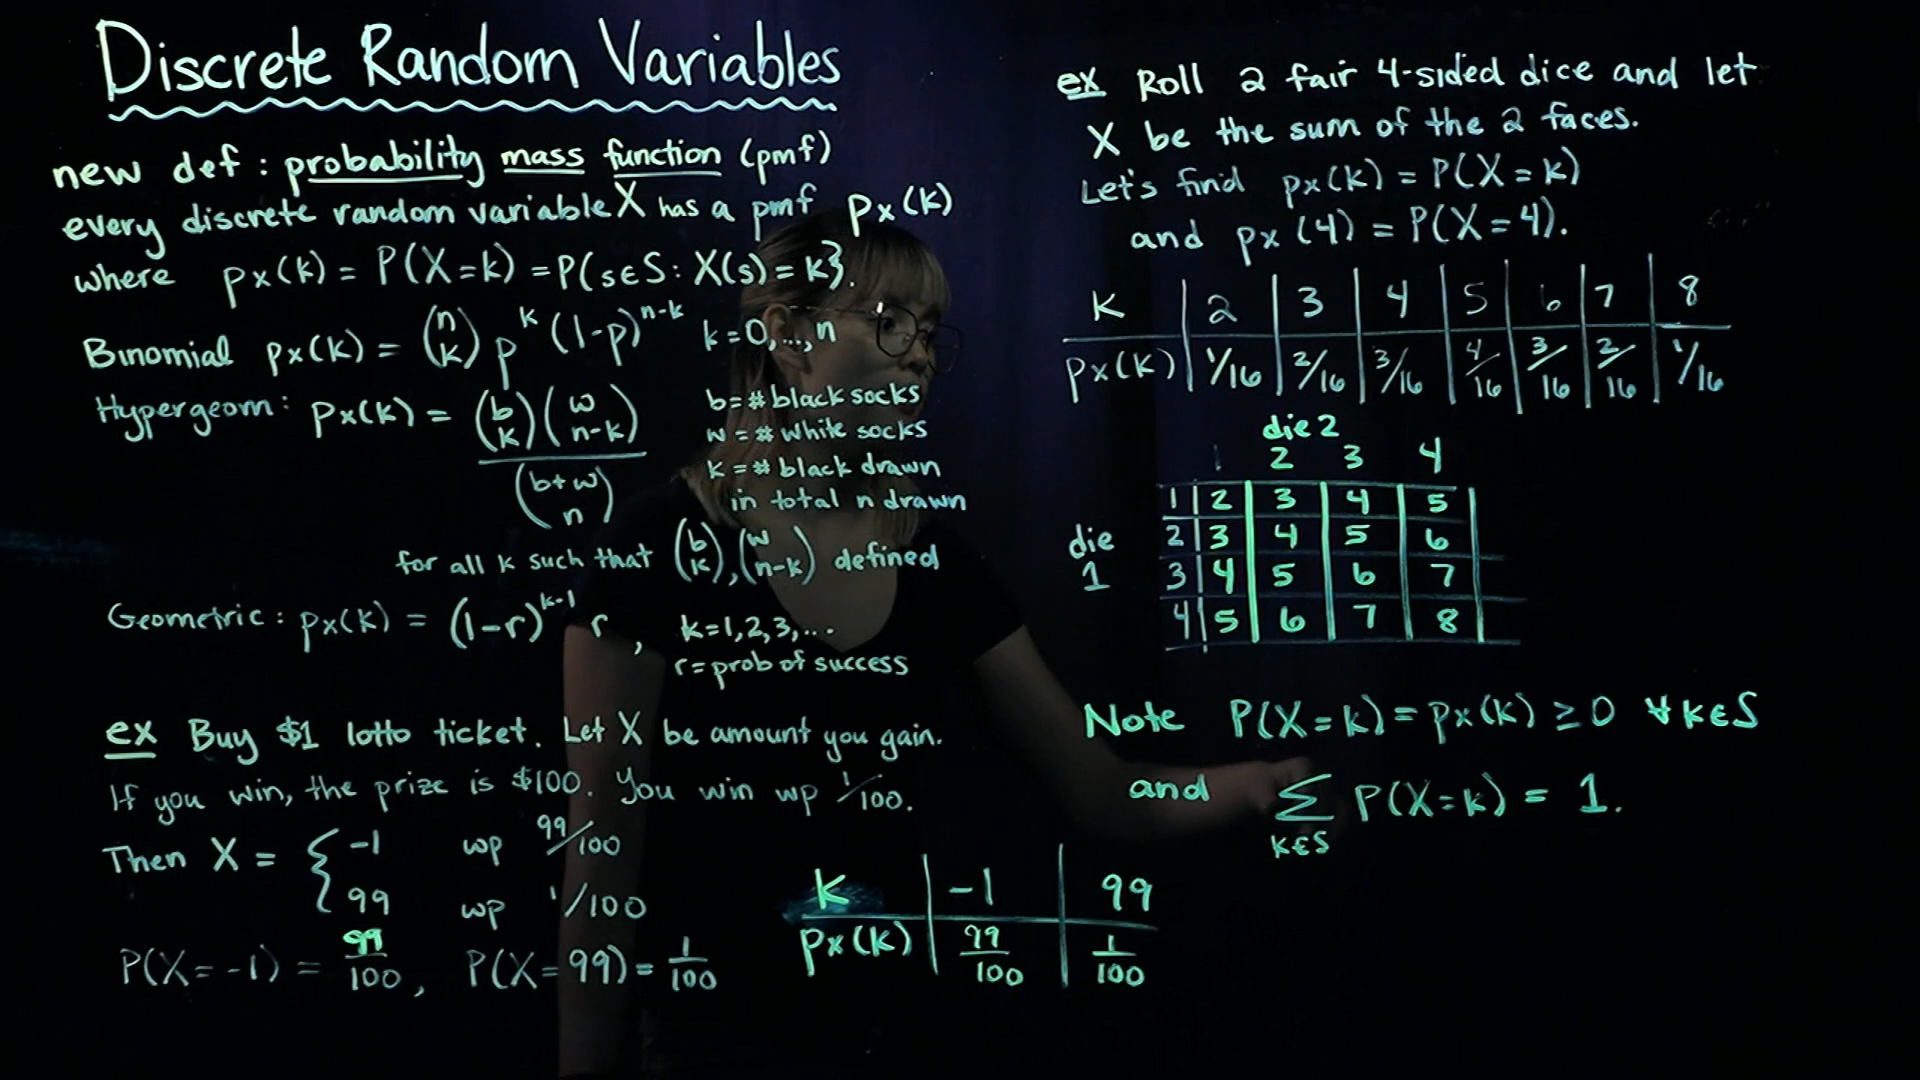 Discrete Random Variables
new def : probability mass function (pmf)
every discrete random variable X has a pmf pₓ(k)
where pₓ(k) = P(X=k) = P{s∈S : X(s) = k}.
Binomial pₓ(k) = (n k) p^k (1-p)^(n-k) k=0,...,n
Hypergeom: pₓ(k) = (b k)(w n-k) / (b+w n)
b = # black socks
w = # white socks
k = # black drawn
in total n drawn
for all k such that (b k), (w n-k) defined
Geometric : pₓ(k) = (1-r)^(k-1) r , k=1,2,3,...
r = prob of success
ex Buy $1 lotto ticket. Let X be amount you gain.
If you win, the prize is $100. You win wp 1/100.
Then X = { -1 wp 99/100
99 wp 1/100
P(X=-1) = 99/100 , P(X=99) = 1/100
k | -1 | 99
pₓ(k) | 99/100 | 1/100
ex Roll 2 fair 4-sided dice and let
X be the sum of the 2 faces.
Let's find pₓ(k) = P(X=k)
and pₓ(4) = P(X=4).
k | 2 | 3 | 4 | 5 | 6 | 7 | 8
pₓ(k) | 1/16 | 2/16 | 3/16 | 4/16 | 3/16 | 2/16 | 1/16
die 2
1 2 3 4
1 | 2 | 3 | 4 | 5
die 1
2 | 3 | 4 | 5 | 6
3 | 4 | 5 | 6 | 7
4 | 5 | 6 | 7 | 8
Note P(X=k) = pₓ(k) ≥ 0 ∀ k∈S
and Σ k∈S P(X=k) = 1.